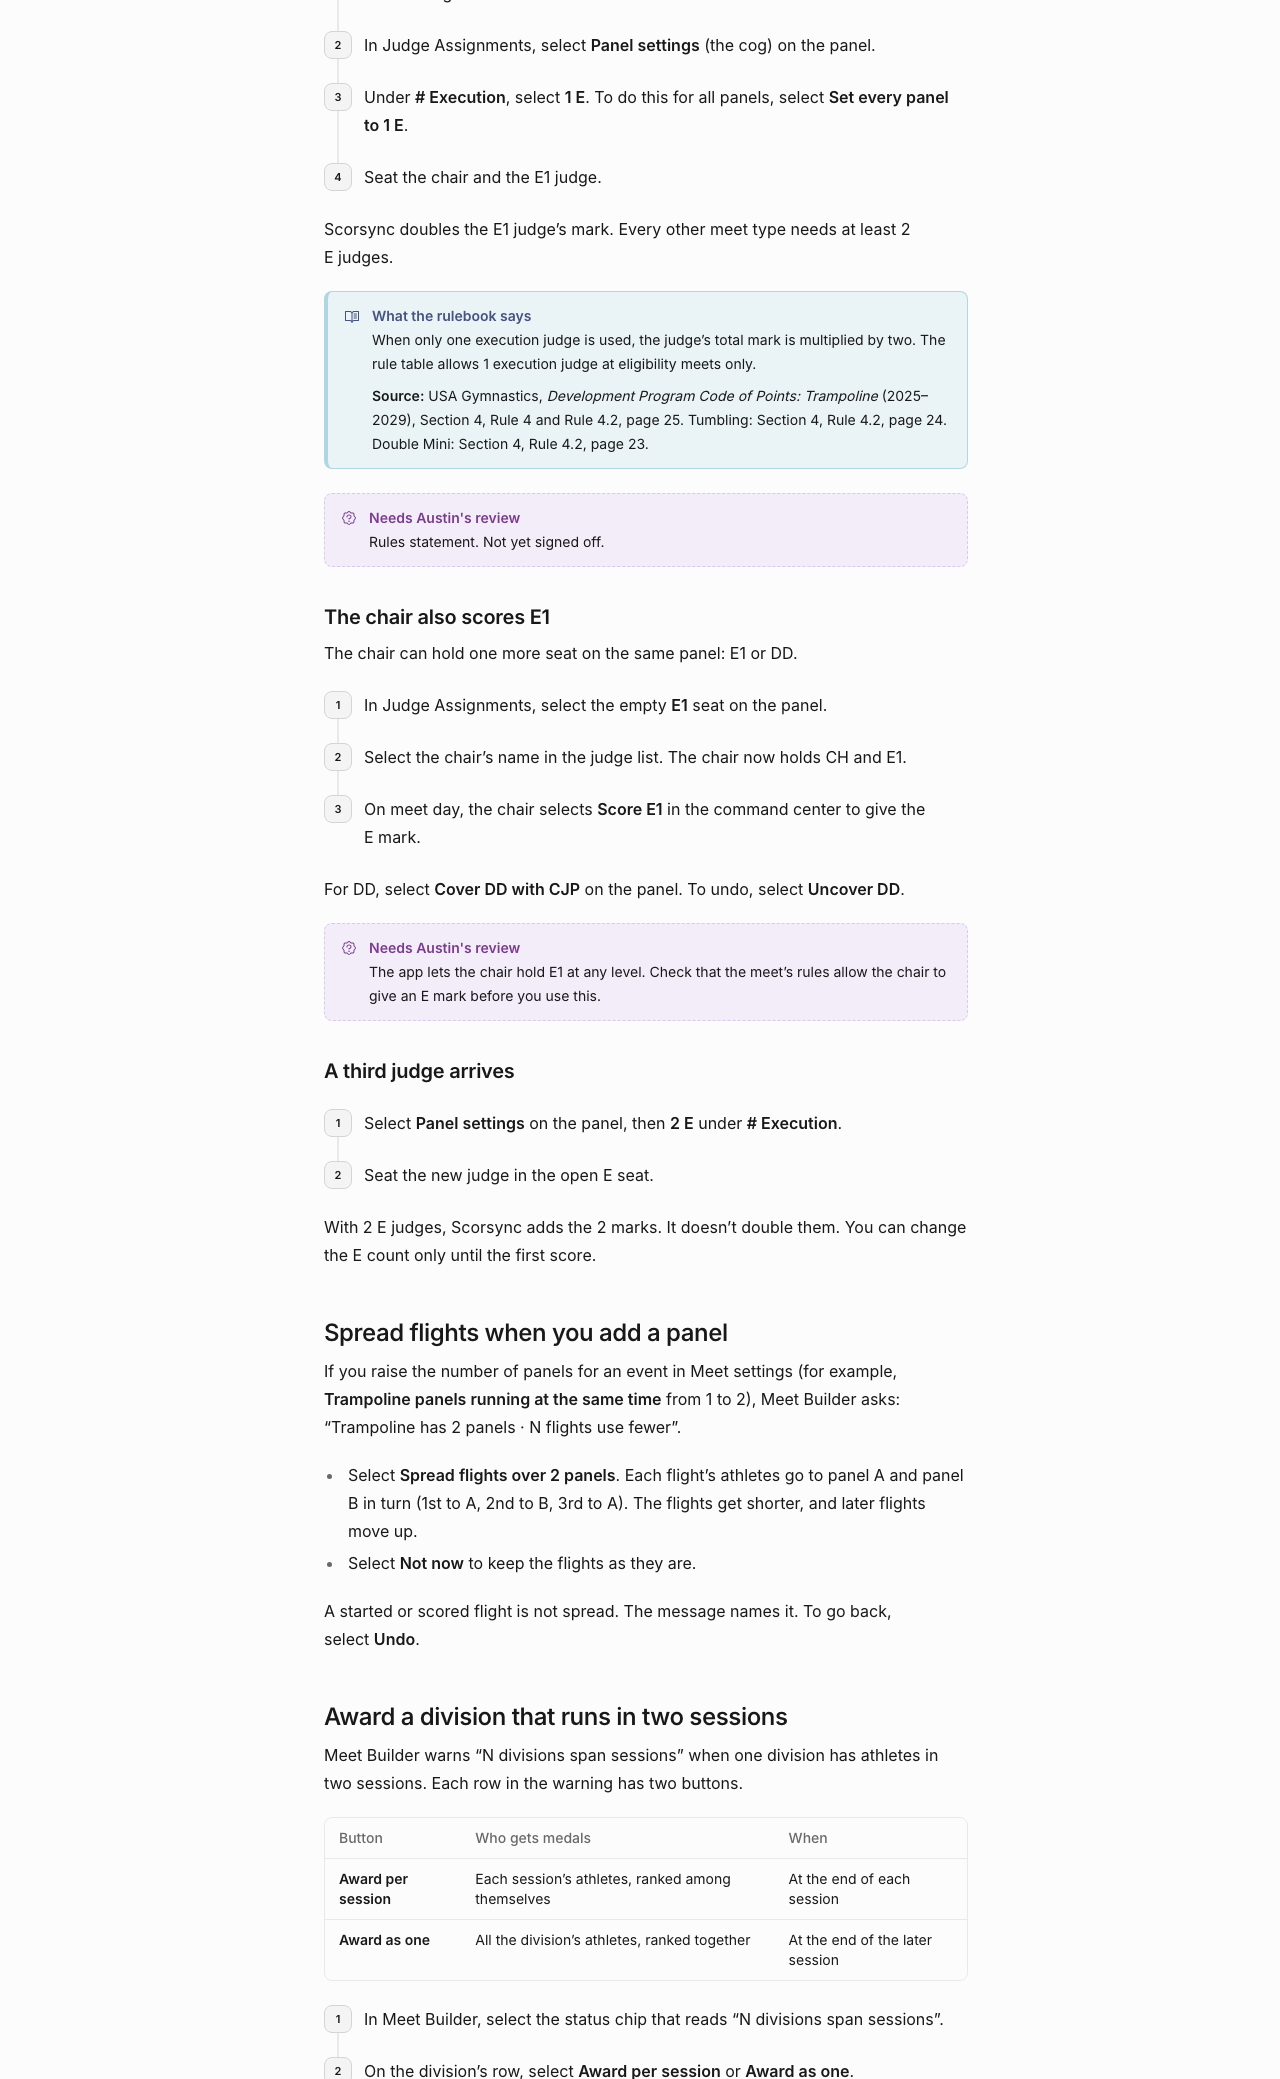 2
In Judge Assignments, select Panel settings (the cog) on the panel.
3
Under # Execution, select 1 E. To do this for all panels, select Set every panel
to 1 E.
4
Seat the chair and the E1 judge.
Scorsync doubles the E1 judge’s mark. Every other meet type needs at least 2
E judges.
What the rulebook says
When only one execution judge is used, the judge’s total mark is multiplied by two. The
rule table allows 1 execution judge at eligibility meets only.
Source: USA Gymnastics, Development Program Code of Points: Trampoline (2025–
2029), Section 4, Rule 4 and Rule 4.2, page 25. Tumbling: Section 4, Rule 4.2, page 24.
Double Mini: Section 4, Rule 4.2, page 23.
Needs Austin's review
Rules statement. Not yet signed off.
The chair also scores E1
The chair can hold one more seat on the same panel: E1 or DD.
1
In Judge Assignments, select the empty E1 seat on the panel.
2
Select the chair’s name in the judge list. The chair now holds CH and E1.
3
On meet day, the chair selects Score E1 in the command center to give the
E mark.
For DD, select Cover DD with CJP on the panel. To undo, select Uncover DD.
Needs Austin's review
The app lets the chair hold E1 at any level. Check that the meet’s rules allow the chair to
give an E mark before you use this.
A third judge arrives
1
Select Panel settings on the panel, then 2 E under # Execution.
2
Seat the new judge in the open E seat.
With 2 E judges, Scorsync adds the 2 marks. It doesn’t double them. You can change
the E count only until the first score.
Spread flights when you add a panel
If you raise the number of panels for an event in Meet settings (for example,
Trampoline panels running at the same time from 1 to 2), Meet Builder asks:
“Trampoline has 2 panels · N flights use fewer”.
• Select Spread flights over 2 panels. Each flight’s athletes go to panel A and panel
B in turn (1st to A, 2nd to B, 3rd to A). The flights get shorter, and later flights
move up.
• Select Not now to keep the flights as they are.
A started or scored flight is not spread. The message names it. To go back,
select Undo.
Award a division that runs in two sessions
Meet Builder warns “N divisions span sessions” when one division has athletes in
two sessions. Each row in the warning has two buttons.
Button Who gets medals When
Award per Each session’s athletes, ranked among At the end of each
session themselves session
Award as one All the division’s athletes, ranked together At the end of the later
session
1
In Meet Builder, select the status chip that reads “N divisions span sessions”.
2
On the division’s row, select Award per session or Award as one.